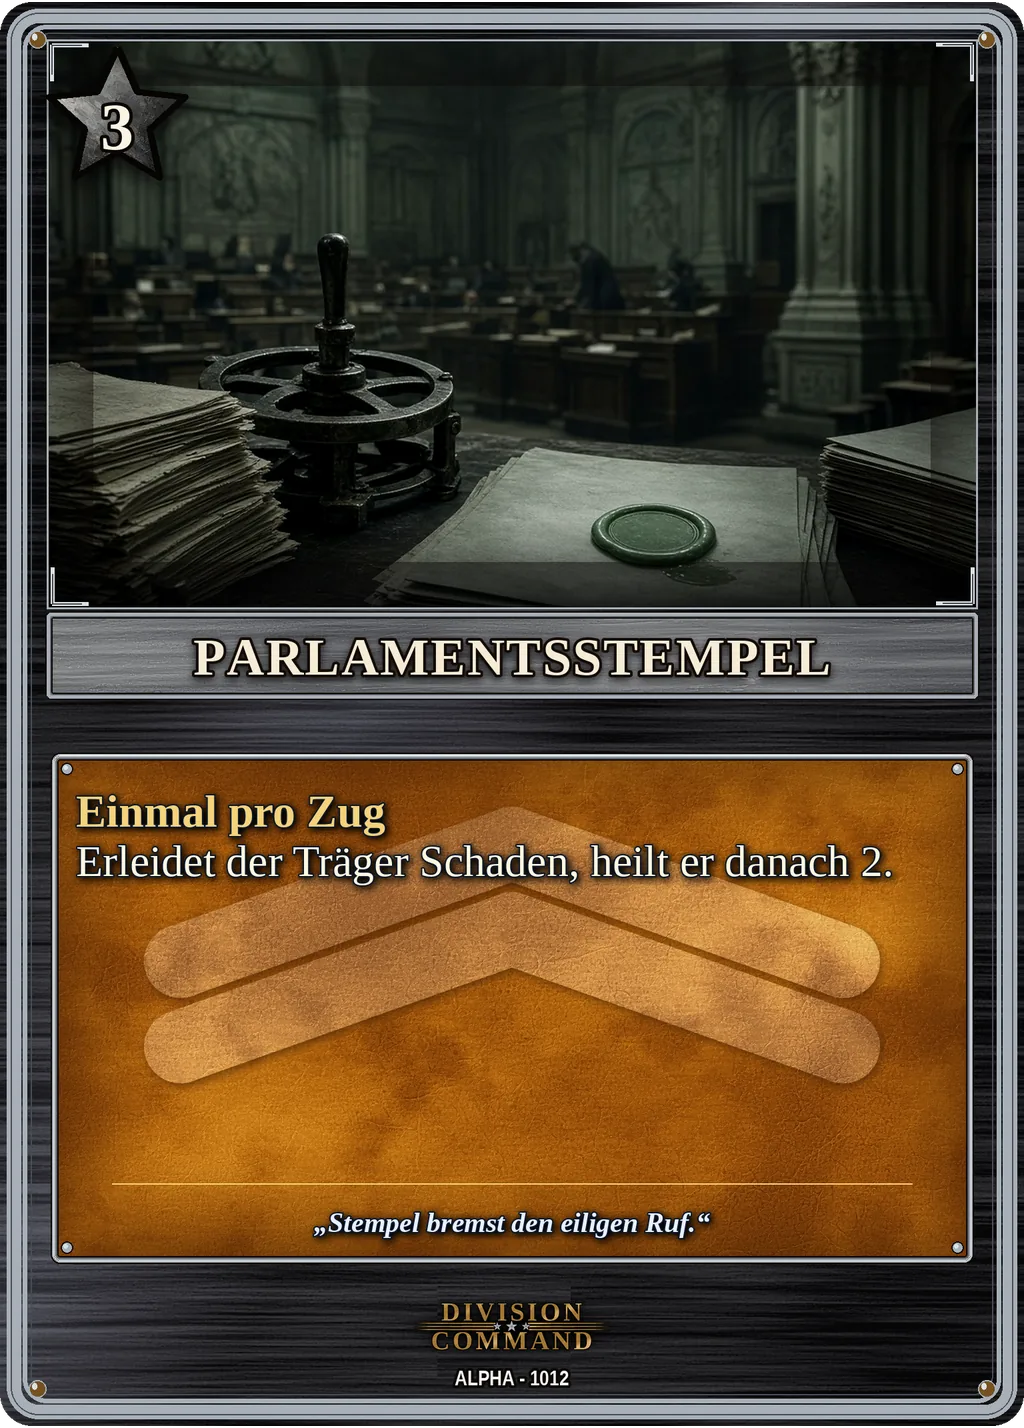 3
PARLAMENTSSTEMPEL
Einmal pro Zug
Erleidet der Träger Schaden, heilt er danach 2.
„Stempel bremst den eiligen Ruf.“
DIVISION
COMMAND
ALPHA - 1012